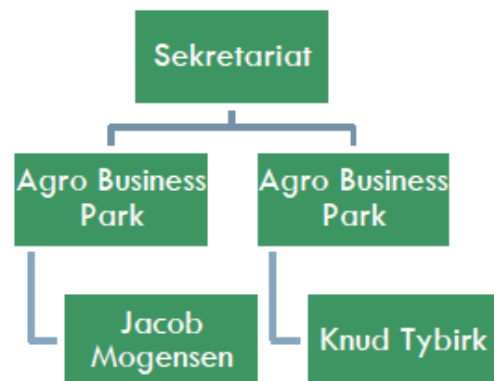 Sekretariat
Agro Business
Park
Agro Business
Park
Jacob
Mogensen
Knud Tybirk